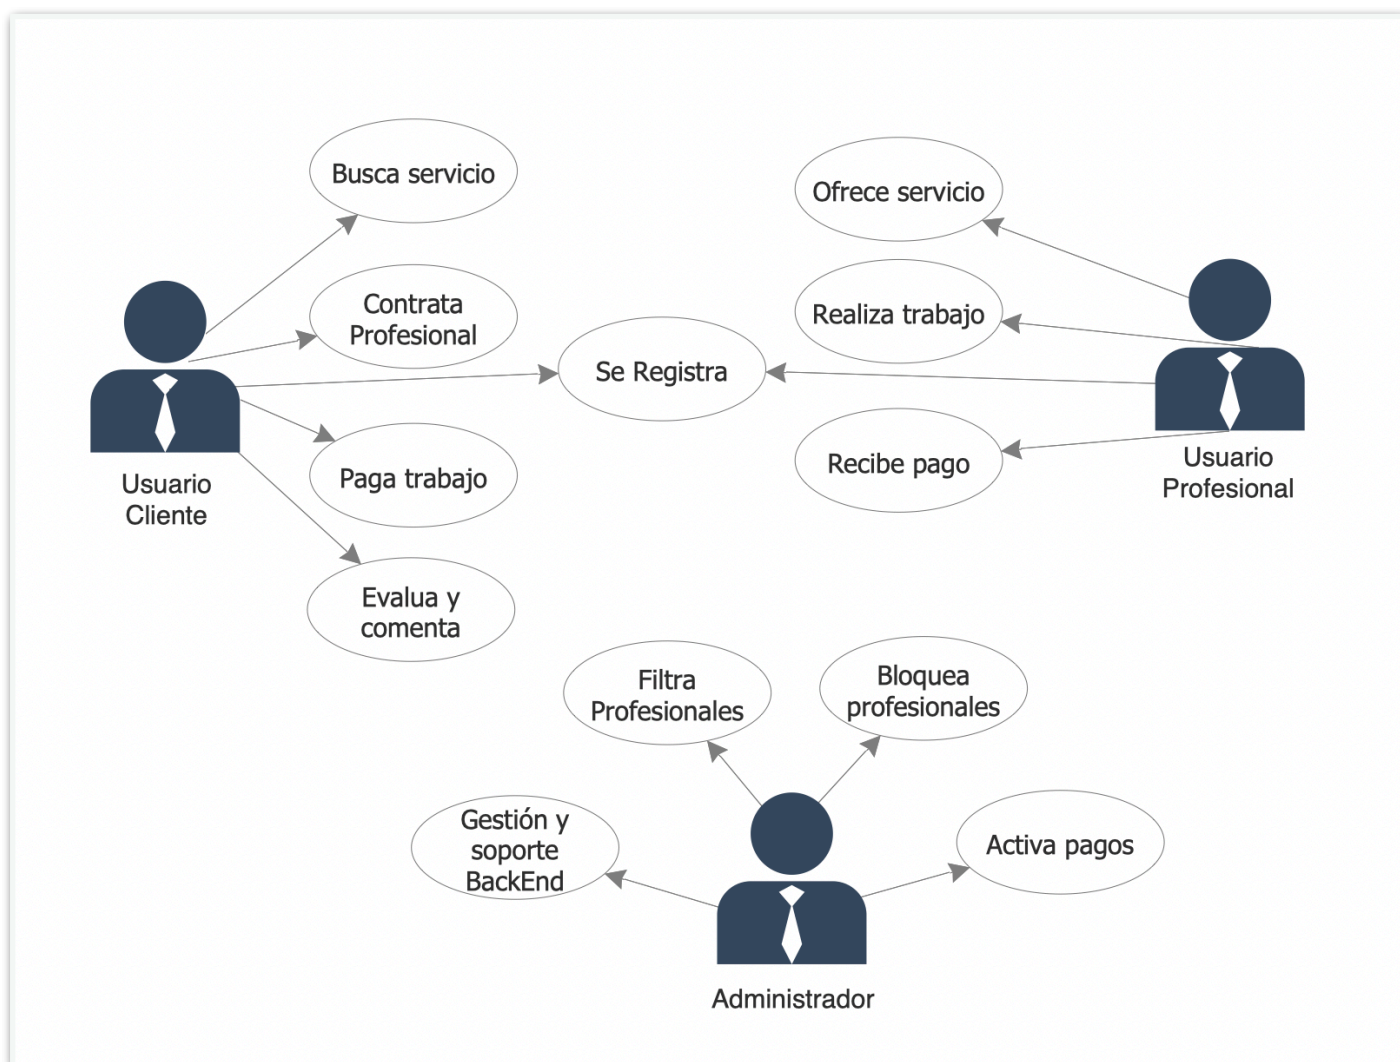 Busca servicio
Ofrece servicio
Contrata
Profesional
Realiza trabajo
Se Registra
Paga trabajo
Recibe pago
Usuario
Cliente
Usuario
Profesional
Evalua y
comenta
Filtra
Profesionales
Bloquea
profesionales
Gestión y
soporte
BackEnd
Activa pagos
Administrador